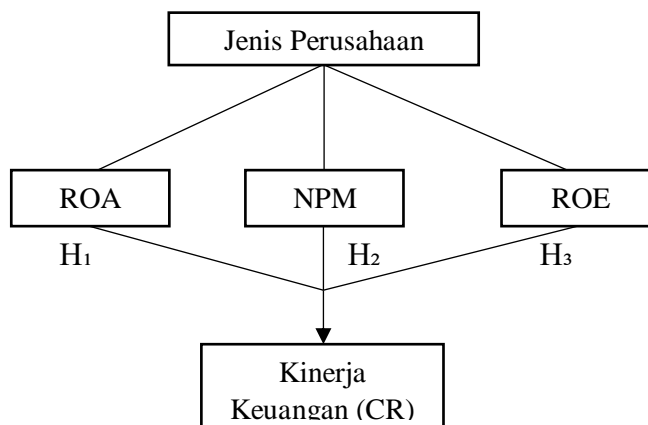 Jenis Perusahaan
ROA
NPM
ROE
H₁
H₂
H₃
Kinerja
Keuangan (CR)